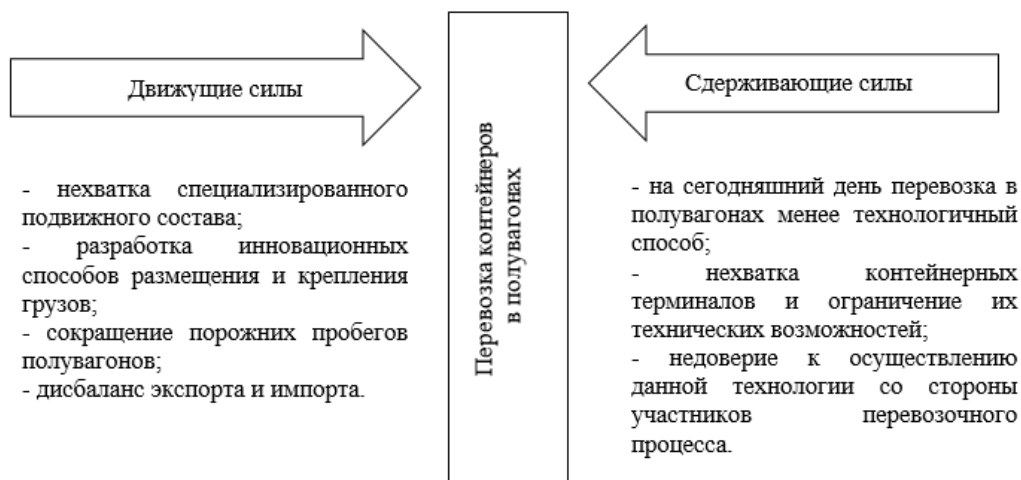 Движущие силы
- нехватка специализированного
подвижного состава;
- разработка инновационных
способов размещения и крепления
грузов;
- сокращение порожних пробегов
полувагонов;
- дисбаланс экспорта и импорта.
Перевозка контейнеров
в полувагонах
Сдерживающие силы
- на сегодняшний день перевозка в
полувагонах менее технологичный
способ;
- нехватка контейнерных
терминалов и ограничение их
технических возможностей;
- недоверие к осуществлению
данной технологии со стороны
участников перевозочного
процесса.